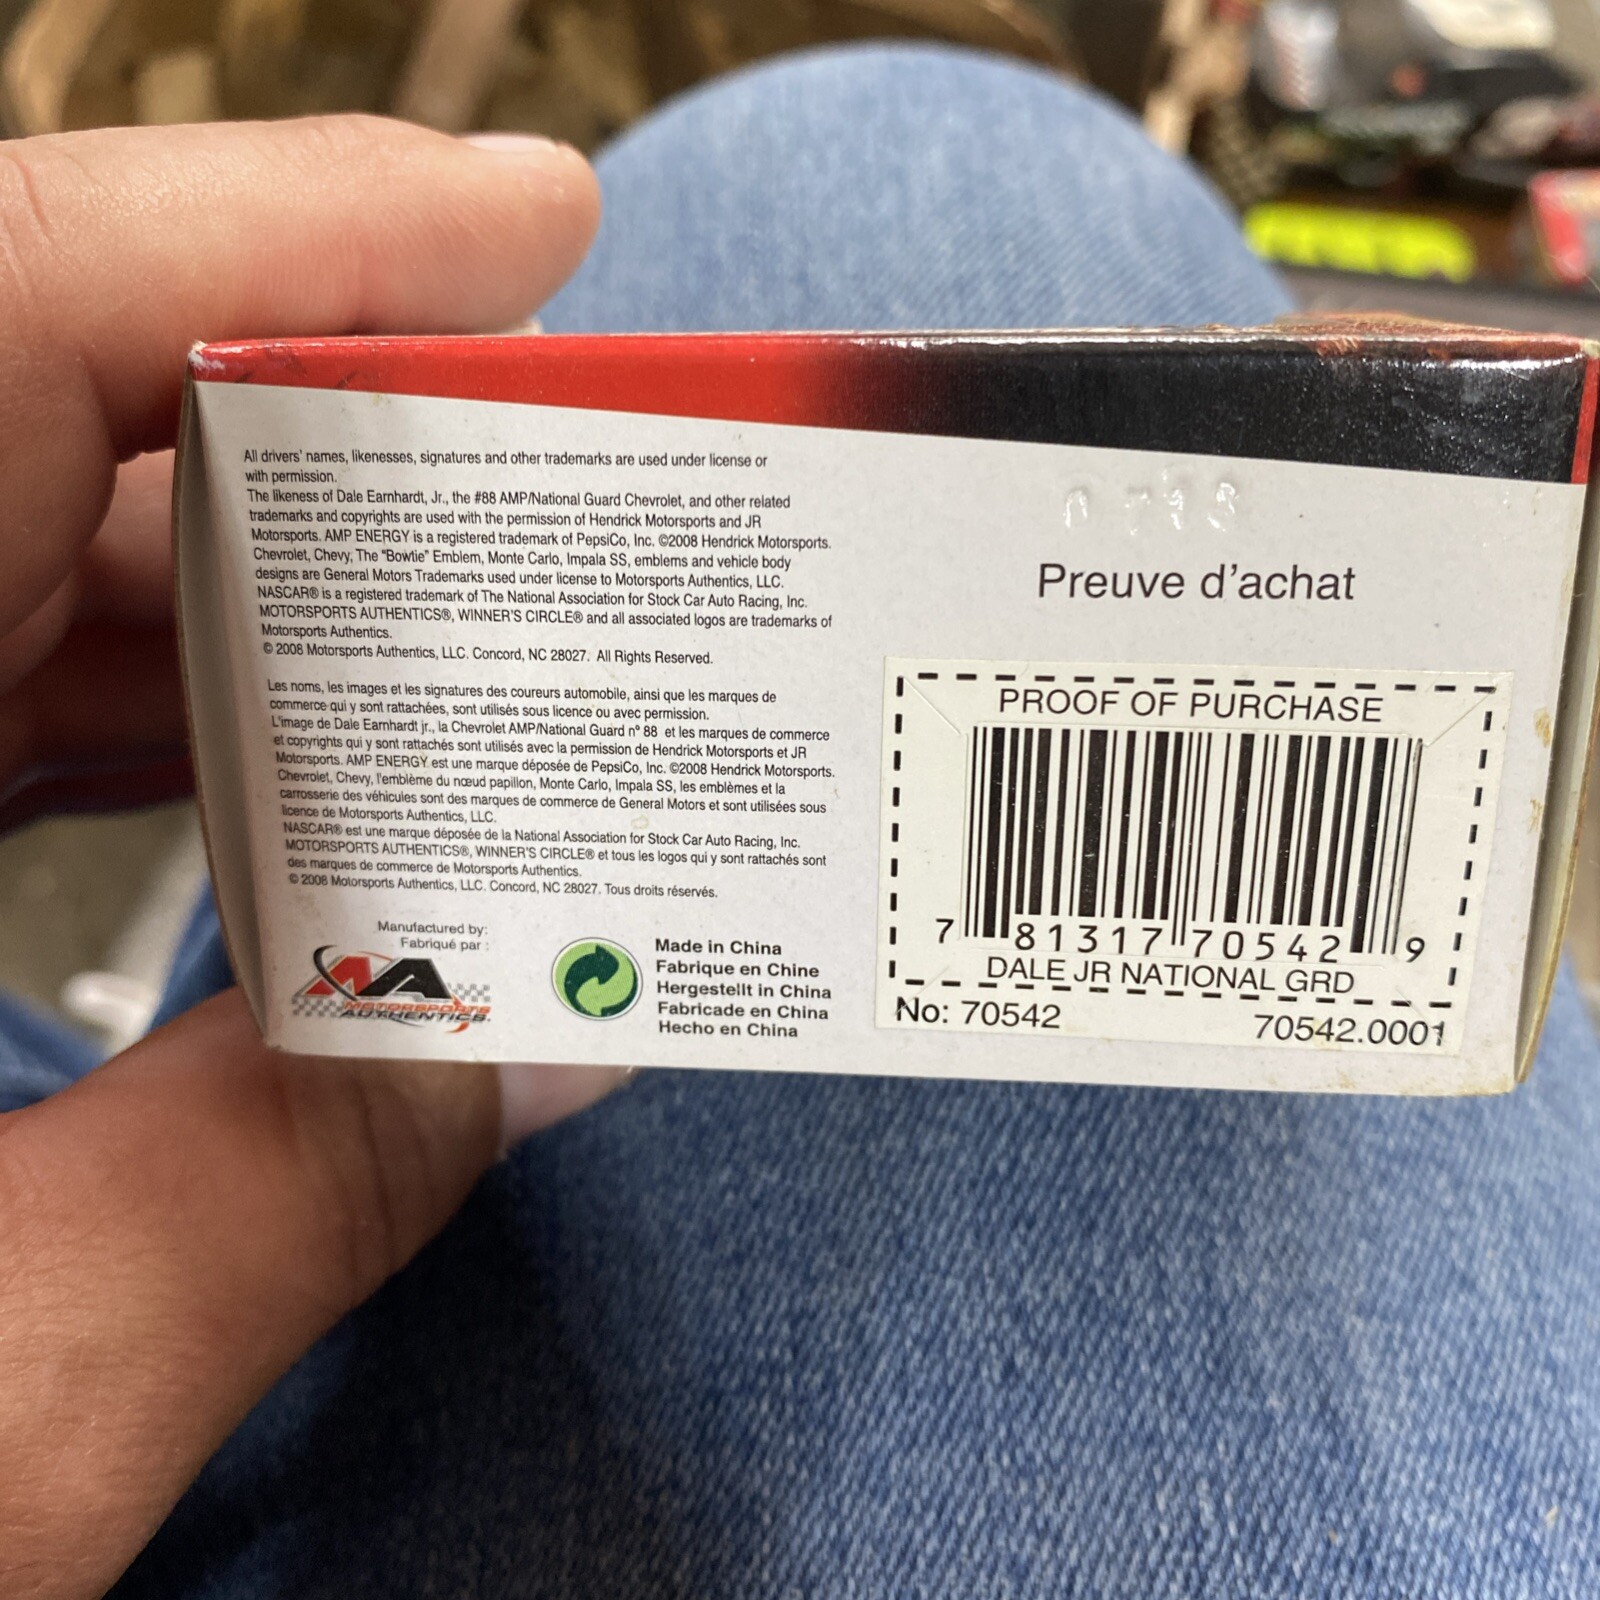 All drivers' names, likenesses, signatures and other trademarks are used under license or
with permission.
The likeness of Dale Earnhardt, Jr., the #88 AMP/National Guard Chevrolet, and other related
trademarks and copyrights are used with the permission of Hendrick Motorsports and JR
Motorsports. AMP ENERGY is a registered trademark of PepsiCo, Inc. ©2008 Hendrick Motorsports.
Chevrolet, Chevy, The "Bowtie" Emblem, Monte Carlo, Impala SS, emblems and vehicle body
designs are General Motors Trademarks used under license to Motorsports Authentics, LLC.
NASCAR® is a registered trademark of The National Association for Stock Car Auto Racing, Inc.
MOTORSPORTS AUTHENTICS®, WINNER'S CIRCLE® and all associated logos are trademarks of
Motorsports Authentics.
© 2008 Motorsports Authentics, LLC. Concord, NC 28027. All Rights Reserved.
Les noms, les images et les signatures des coureurs automobile, ainsi que les marques de
commerce qui y sont rattachées, sont utilisés sous licence ou avec permission.
L'image de Dale Earnhardt jr., la Chevrolet AMP/National Guard n° 88 et les marques de commerce
et copyrights qui y sont rattachés sont utilisés avec la permission de Hendrick Motorsports et JR
Motorsports. AMP ENERGY est une marque déposée de PepsiCo, Inc. ©2008 Hendrick Motorsports.
Chevrolet, Chevy, l'emblème du nœud papillon, Monte Carlo, Impala SS, les emblèmes et la
carrosserie des véhicules sont des marques de commerce de General Motors et sont utilisées sous
licence de Motorsports Authentics, LLC.
NASCAR® est une marque déposée de la National Association for Stock Car Auto Racing, Inc.
MOTORSPORTS AUTHENTICS®, WINNER'S CIRCLE® et tous les logos qui y sont rattachés sont
des marques de commerce de Motorsports Authentics.
© 2008 Motorsports Authentics, LLC. Concord, NC 28027. Tous droits réservés.
Manufactured by:
Fabriqué par :
MA
MOTORSPORTS
AUTHENTICS.
Made in China
Fabrique en Chine
Hergestellt in China
Fabricade en China
Hecho en China
Preuve d'achat
PROOF OF PURCHASE
7 81317 70542 9
DALE JR NATIONAL GRD
No: 70542
70542.0001